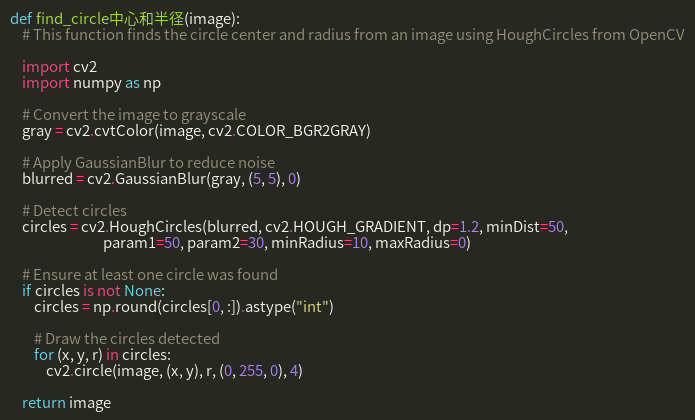 def find_circle中心和半径(image):
# This function finds the circle center and radius from an image using HoughCircles from OpenCV
import cv2
import numpy as np
# Convert the image to grayscale
gray = cv2.cvtColor(image, cv2.COLOR_BGR2GRAY)
# Apply GaussianBlur to reduce noise
blurred = cv2.GaussianBlur(gray, (5, 5), 0)
# Detect circles
circles = cv2.HoughCircles(blurred, cv2.HOUGH_GRADIENT, dp=1.2, minDist=50,
param1=50, param2=30, minRadius=10, maxRadius=0)
# Ensure at least one circle was found
if circles is not None:
circles = np.round(circles[0, :]).astype("int")
# Draw the circles detected
for (x, y, r) in circles:
cv2.circle(image, (x, y), r, (0, 255, 0), 4)
return image